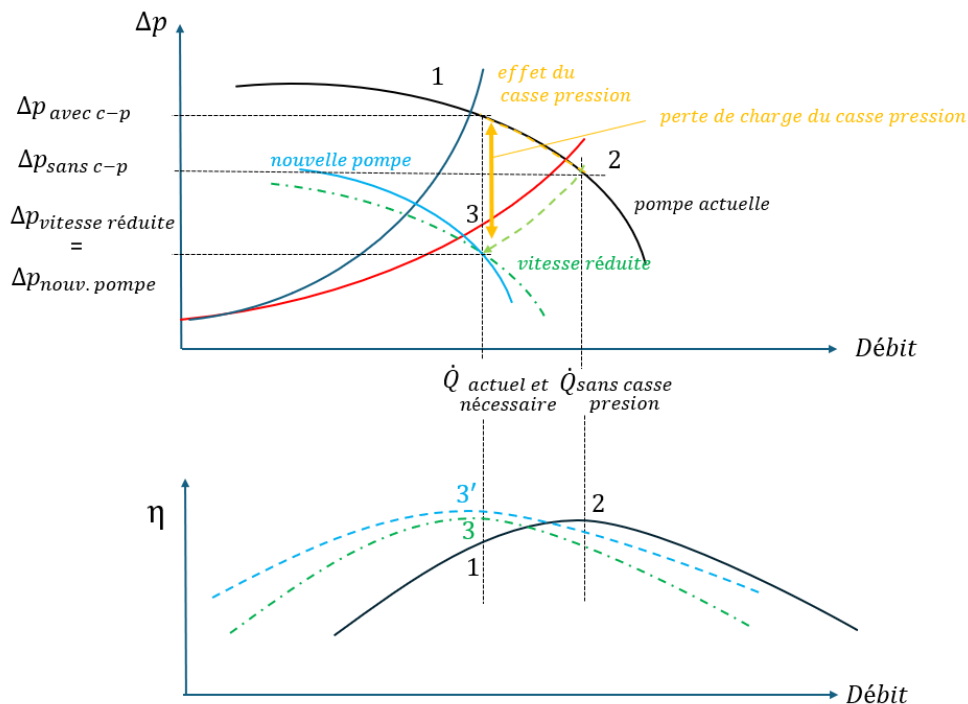 Δp
1
effet du
casse pression
Δp avec c−p
perte de charge du casse pression
Δp sans c−p
nouvelle pompe
2
3
pompe actuelle
Δp vitesse réduite
=
Δp nouv. pompe
vitesse réduite
Débit
Q̇ actuel et
nécessaire
Q̇ sans casse
presion
η
3′
2
3
1
Débit